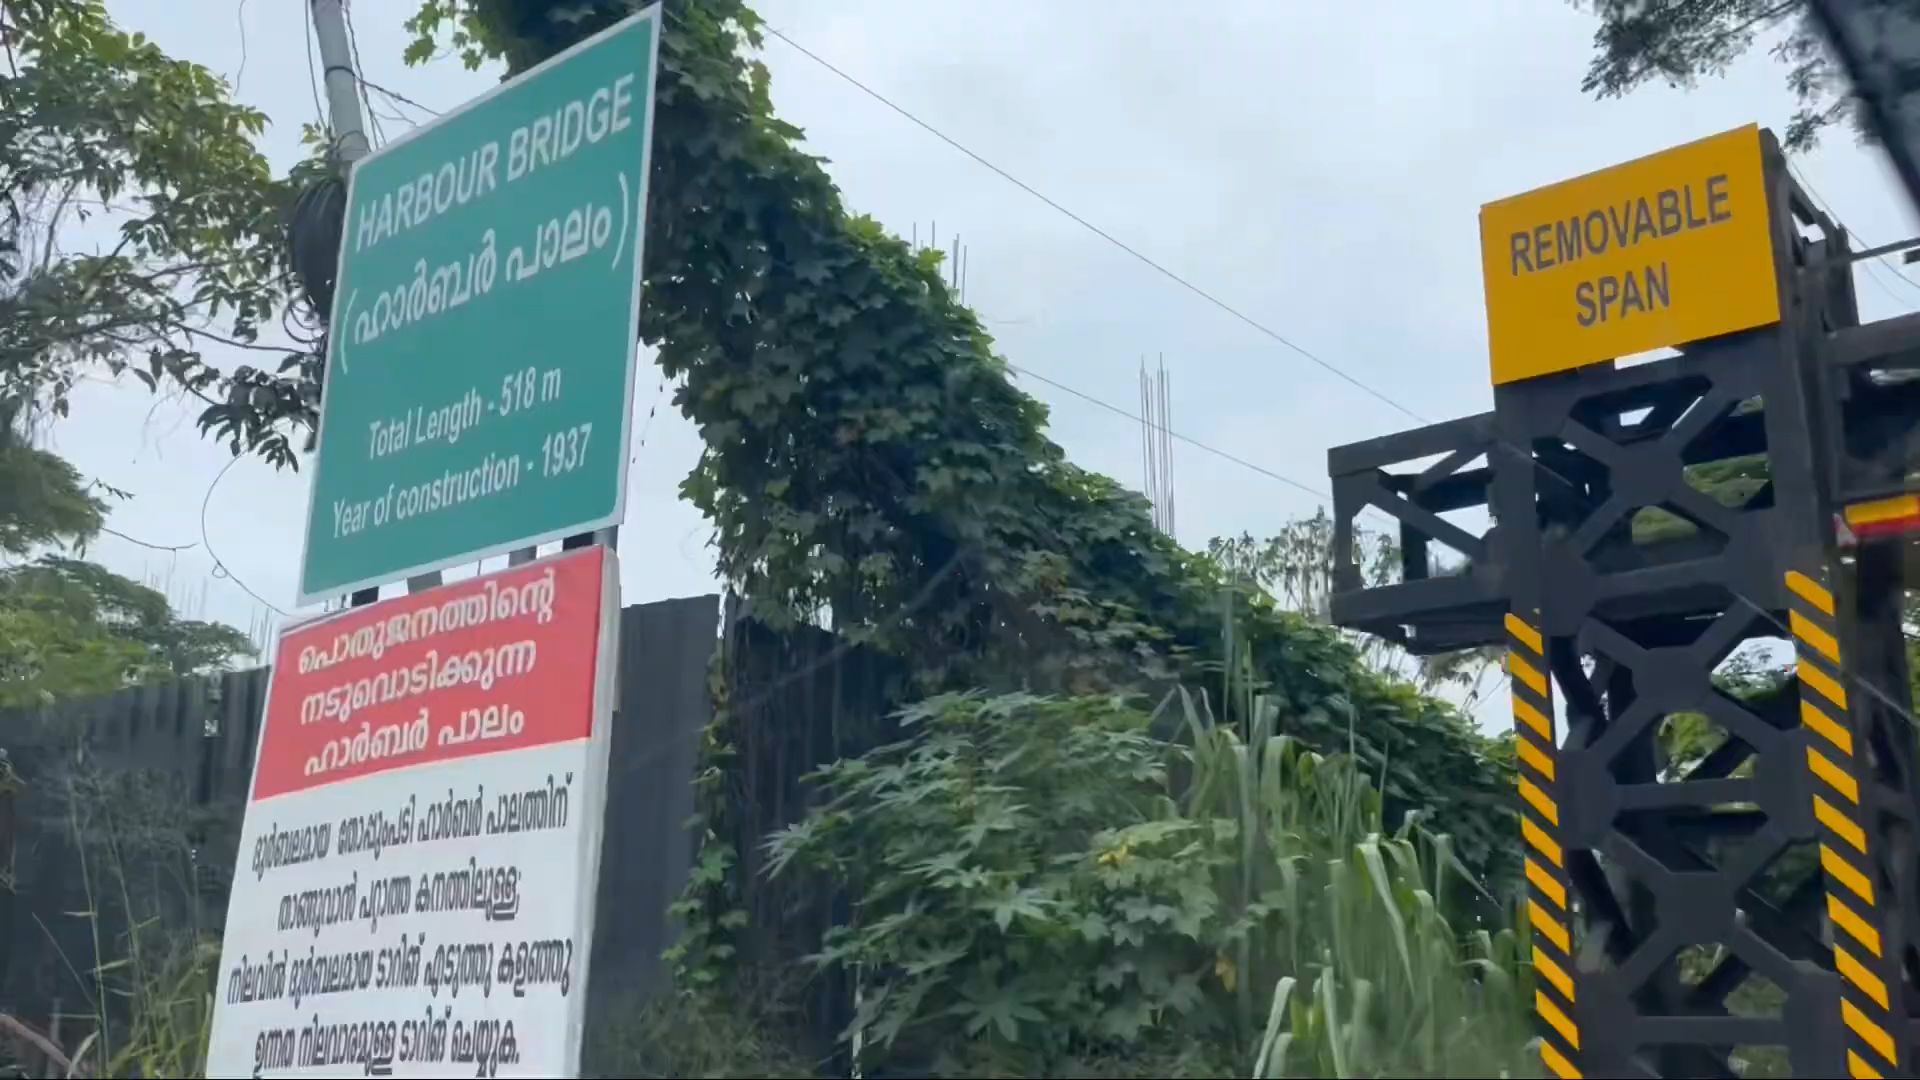 HARBOUR BRIDGE
(ഹാർബർ പാലം)
Total Length - 518 m
Year of construction - 1937
പൊതുജനത്തിന്റെ
നടുവൊടിക്കുന്ന
ഹാർബർ പാലം
ദുർബലമായ തോപ്പുംപടി ഹാർബർ പാലത്തിന്
താങ്ങുവാൻ പറ്റാത്ത കനത്തിലുള്ള;
നിലവിൽ ദുർബലമായ ടാറിങ് എടുത്തു കളഞ്ഞു
ഉന്നത നിലവാരമുള്ള ടാറിങ് ചെയ്യുക.
REMOVABLE
SPAN